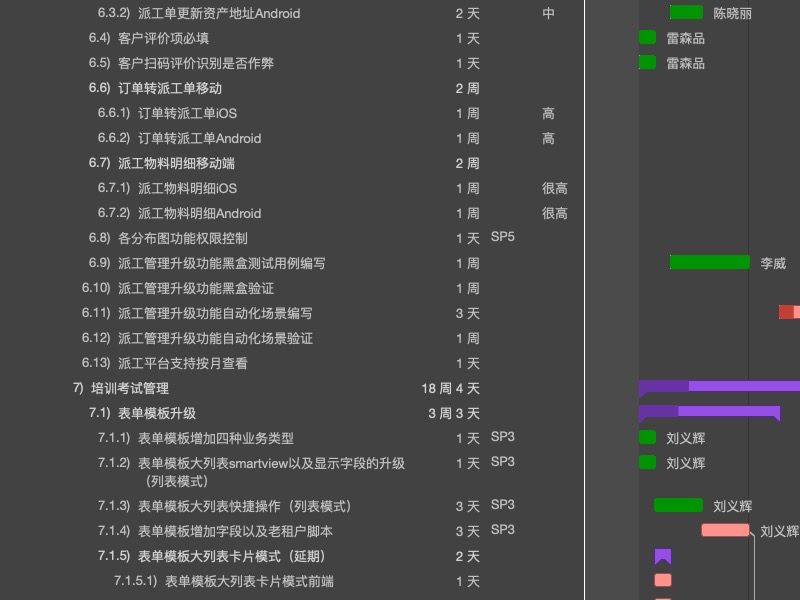 6.3.2) 派工单更新资产地址Android 2 天 中 陈晓丽
6.4) 客户评价项必填 1 天 雷森品
6.5) 客户扫码评价识别是否作弊 1 天 雷森品
6.6) 订单转派工单移动 2 周
6.6.1) 订单转派工单iOS 1 周 高
6.6.2) 订单转派工单Android 1 周 高
6.7) 派工物料明细移动端 2 周
6.7.1) 派工物料明细iOS 1 周 很高
6.7.2) 派工物料明细Android 1 周 很高
6.8) 各分布图功能权限控制 1 天 SP5
6.9) 派工管理升级功能黑盒测试用例编写 1 周 李威
6.10) 派工管理升级功能黑盒验证 1 周
6.11) 派工管理升级功能自动化场景编写 3 天
6.12) 派工管理升级功能自动化场景验证 1 周
6.13) 派工平台支持按月查看 1 天
7) 培训考试管理 18 周 4 天
7.1) 表单模板升级 3 周 3 天
7.1.1) 表单模板增加四种业务类型 1 天 SP3 刘义辉
7.1.2) 表单模板大列表smartview以及显示字段的升级 1 天 SP3 刘义辉
（列表模式）
7.1.3) 表单模板大列表快捷操作（列表模式） 3 天 SP3 刘义辉
7.1.4) 表单模板增加字段以及老租户脚本 3 天 SP3 刘义辉
7.1.5) 表单模板大列表卡片模式（延期） 2 天
7.1.5.1) 表单模板大列表卡片模式前端 1 天